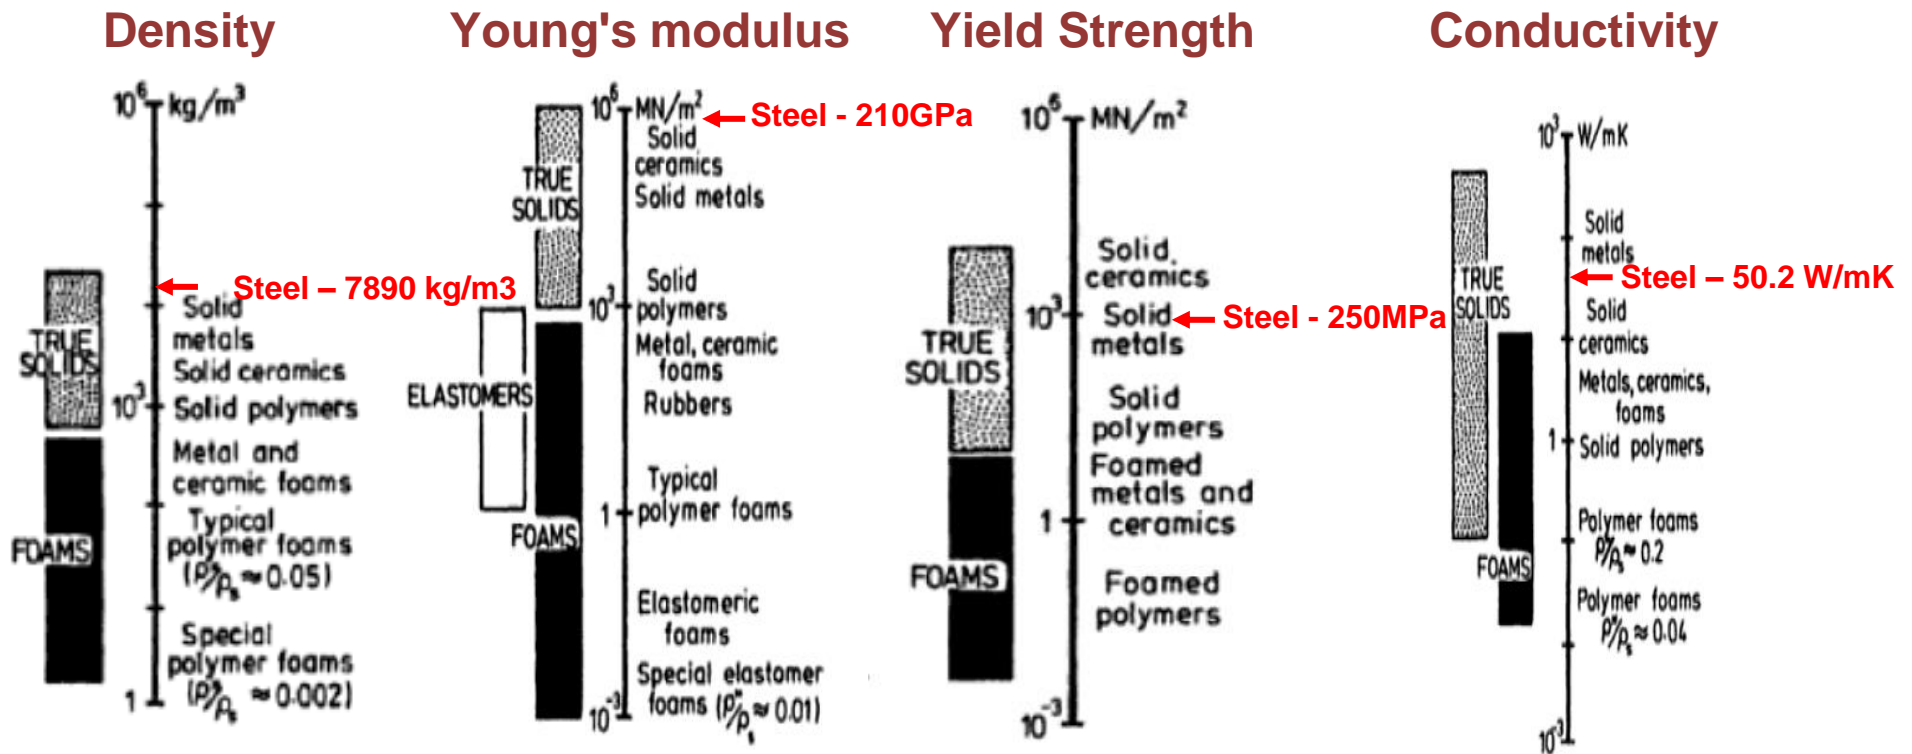 Density
10⁶ kg/m³
Steel – 7890 kg/m3
Solid
metals
TRUE
SOLIDS
Solid ceramics
10³
Solid polymers
Metal and
ceramic foams
Typical
polymer foams
(ρ*/ρs ≈ 0.05)
FOAMS
Special
polymer foams
(ρ*/ρs ≈ 0.002)
1
Young's modulus
10⁶ MN/m²
Steel - 210GPa
Solid
ceramics
Solid metals
TRUE
SOLIDS
Solid
polymers
10³
Metal, ceramic
foams
Rubbers
ELASTOMERS
Typical
polymer foams
1
FOAMS
Elastomeric
foams
Special elastomer
foams (ρ*/ρs ≈ 0.01)
10⁻³
Yield Strength
10⁶ MN/m²
Solid.
ceramics
10³
Solid
metals
Steel - 250MPa
TRUE
SOLIDS
Solid
polymers
Foamed
metals and
ceramics
1
FOAMS
Foamed
polymers
10⁻³
Conductivity
10³ W/mK
Solid
metals
Steel – 50.2 W/mK
TRUE
SOLIDS
Solid
ceramics
Metals, ceramics,
foams
1
Solid polymers
Polymer foams
ρ*/ρs ≈ 0.2
FOAMS
Polymer foams
ρ*/ρs ≈ 0.04
10⁻³